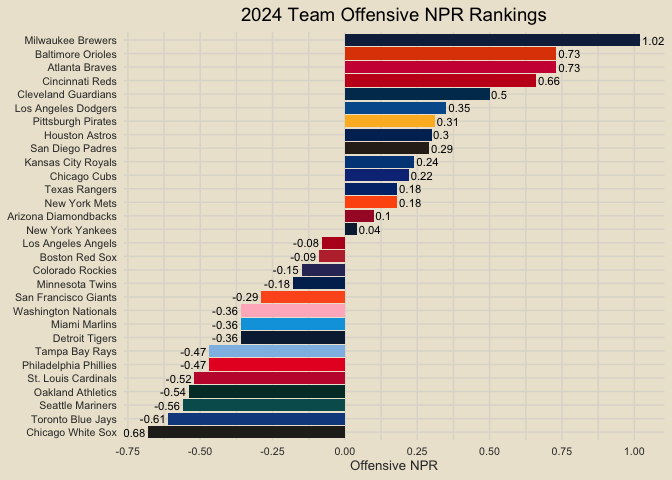 2024 Team Offensive NPR Rankings
Milwaukee Brewers 1.02
Baltimore Orioles 0.73
Atlanta Braves 0.73
Cincinnati Reds 0.66
Cleveland Guardians 0.5
Los Angeles Dodgers 0.35
Pittsburgh Pirates 0.31
Houston Astros 0.3
San Diego Padres 0.29
Kansas City Royals 0.24
Chicago Cubs 0.22
Texas Rangers 0.18
New York Mets 0.18
Arizona Diamondbacks 0.1
New York Yankees 0.04
Los Angeles Angels -0.08
Boston Red Sox -0.09
Colorado Rockies -0.15
Minnesota Twins -0.18
San Francisco Giants -0.29
Washington Nationals -0.36
Miami Marlins -0.36
Detroit Tigers -0.36
Tampa Bay Rays -0.47
Philadelphia Phillies -0.47
St. Louis Cardinals -0.52
Oakland Athletics -0.54
Seattle Mariners -0.56
Toronto Blue Jays -0.61
Chicago White Sox 0.68
-0.75 -0.50 -0.25 0.00 0.25 0.50 0.75 1.00
Offensive NPR